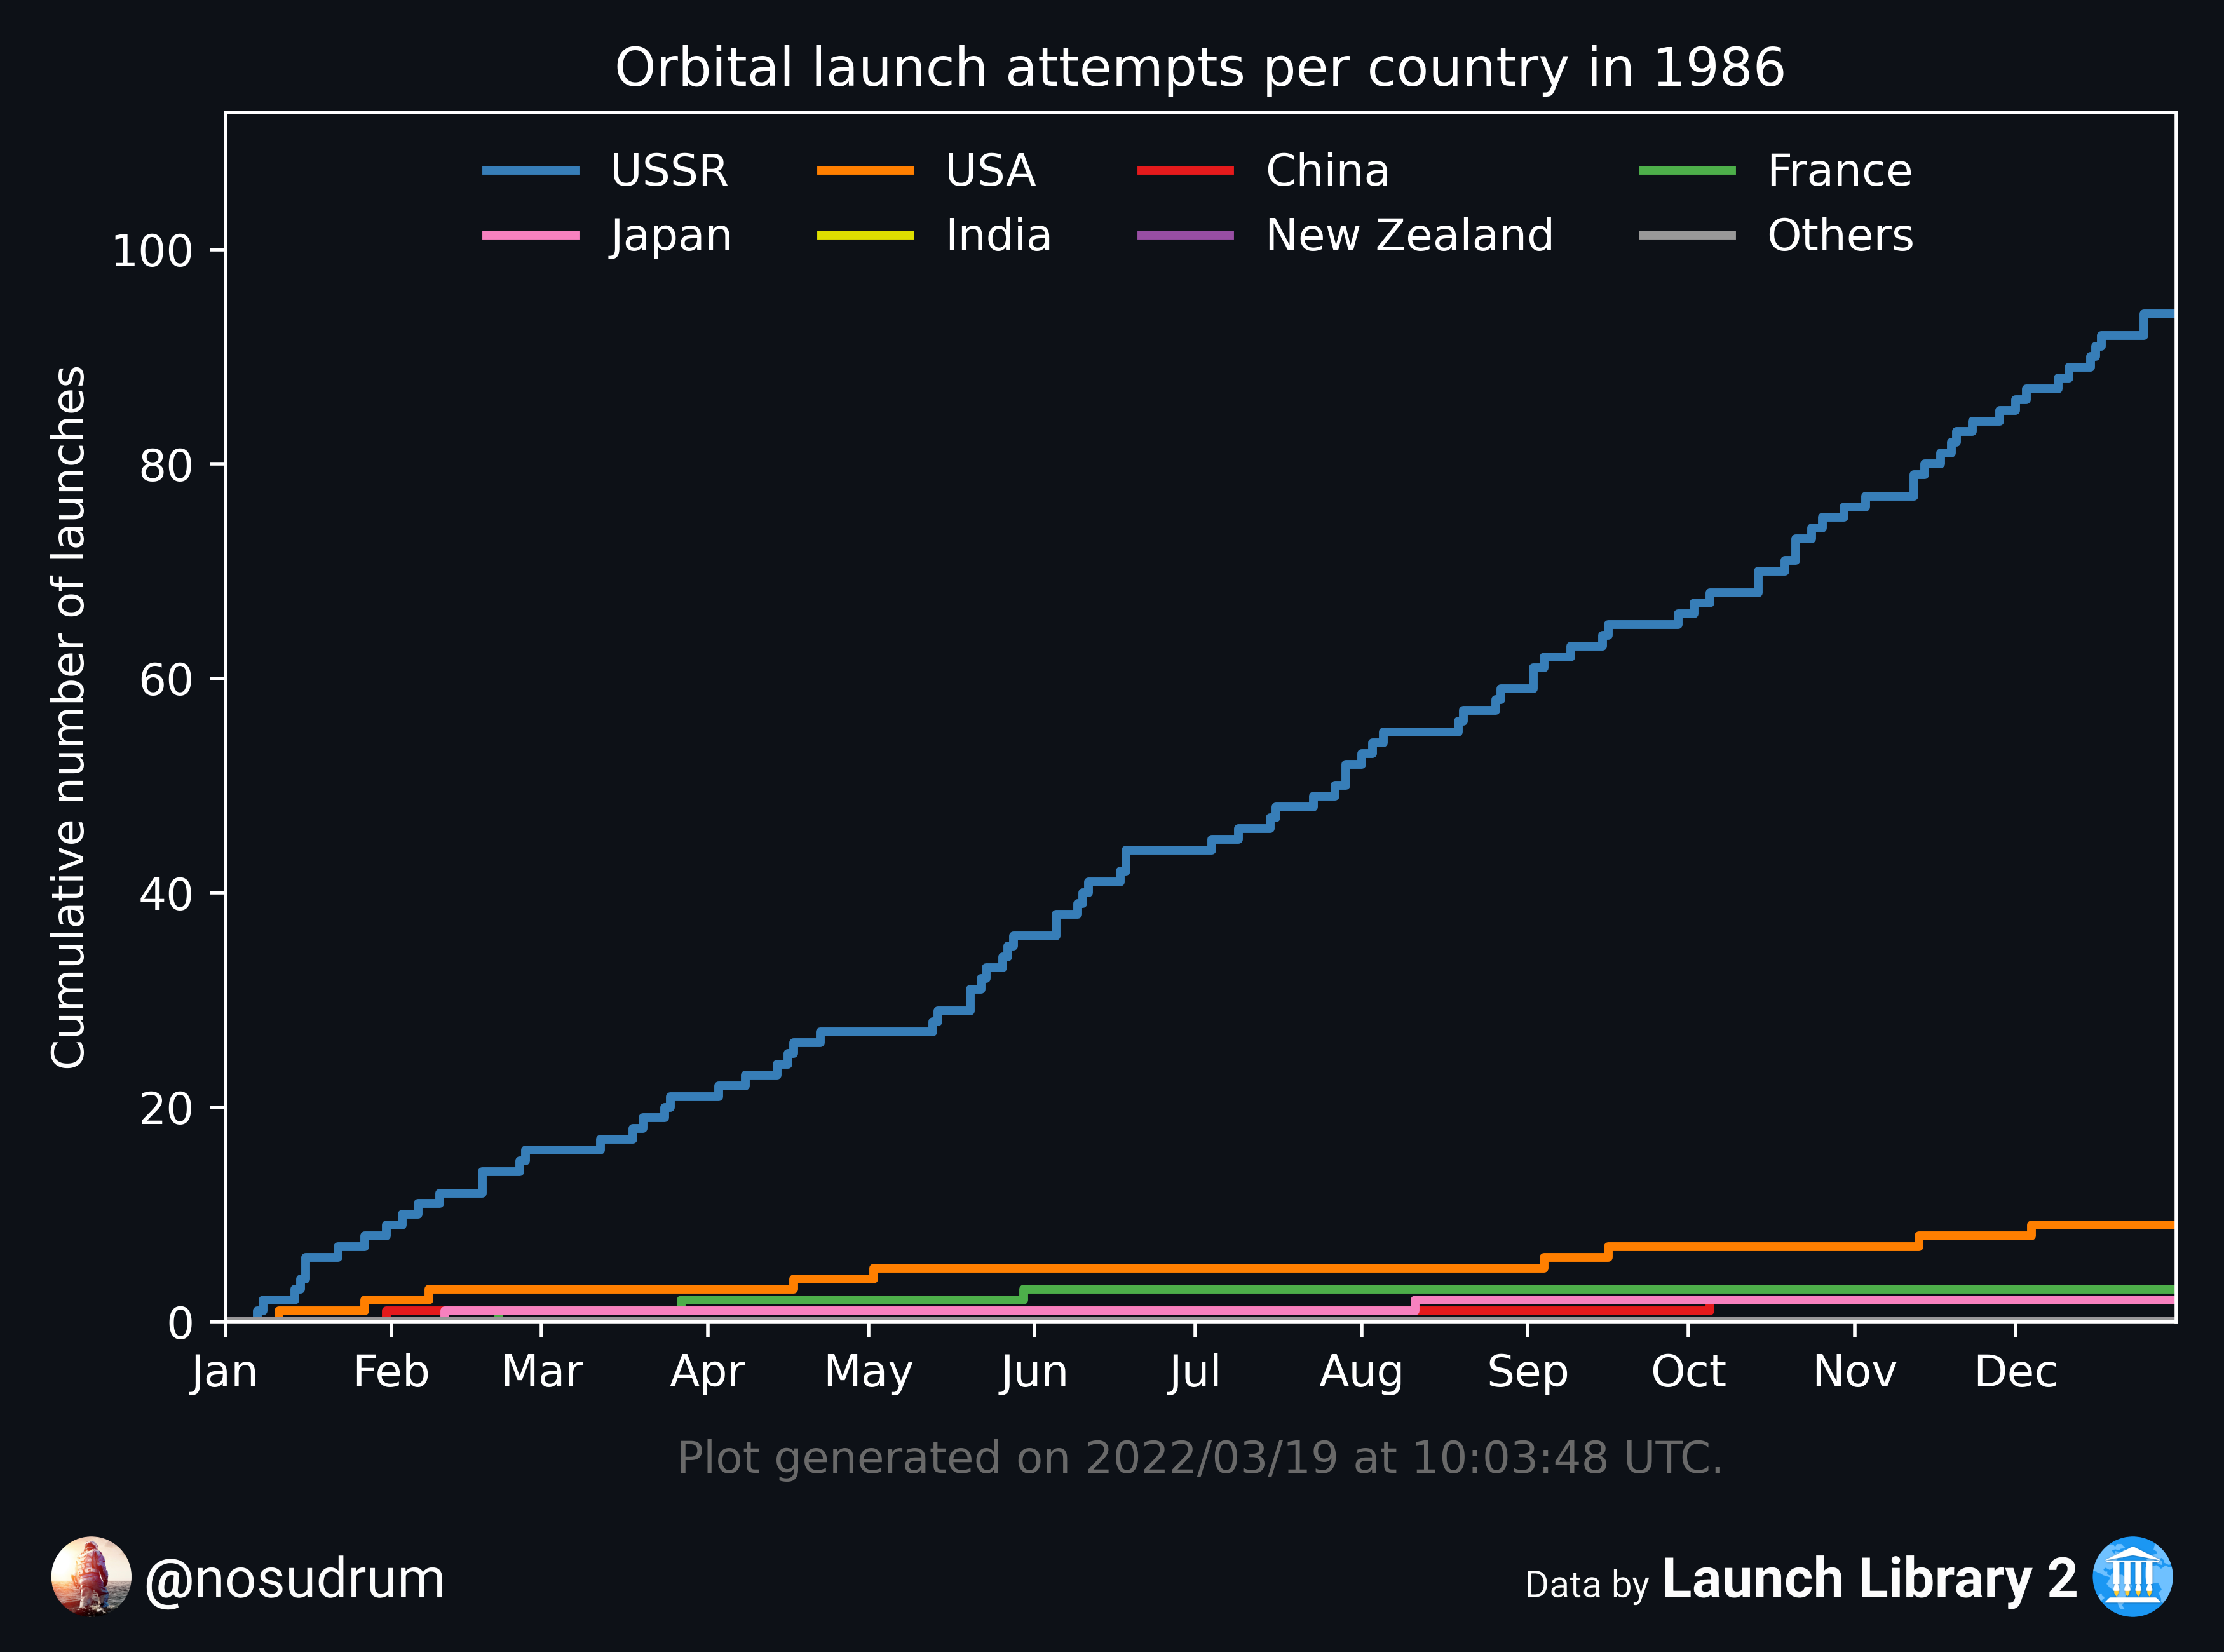 Orbital launch attempts per country in 1986
USSR USA China France
Japan India New Zealand Others
Cumulative number of launches
100
80
60
40
20
0
Jan Feb Mar Apr May Jun Jul Aug Sep Oct Nov Dec
Plot generated on 2022/03/19 at 10:03:48 UTC.
@nosudrum
Data by Launch Library 2